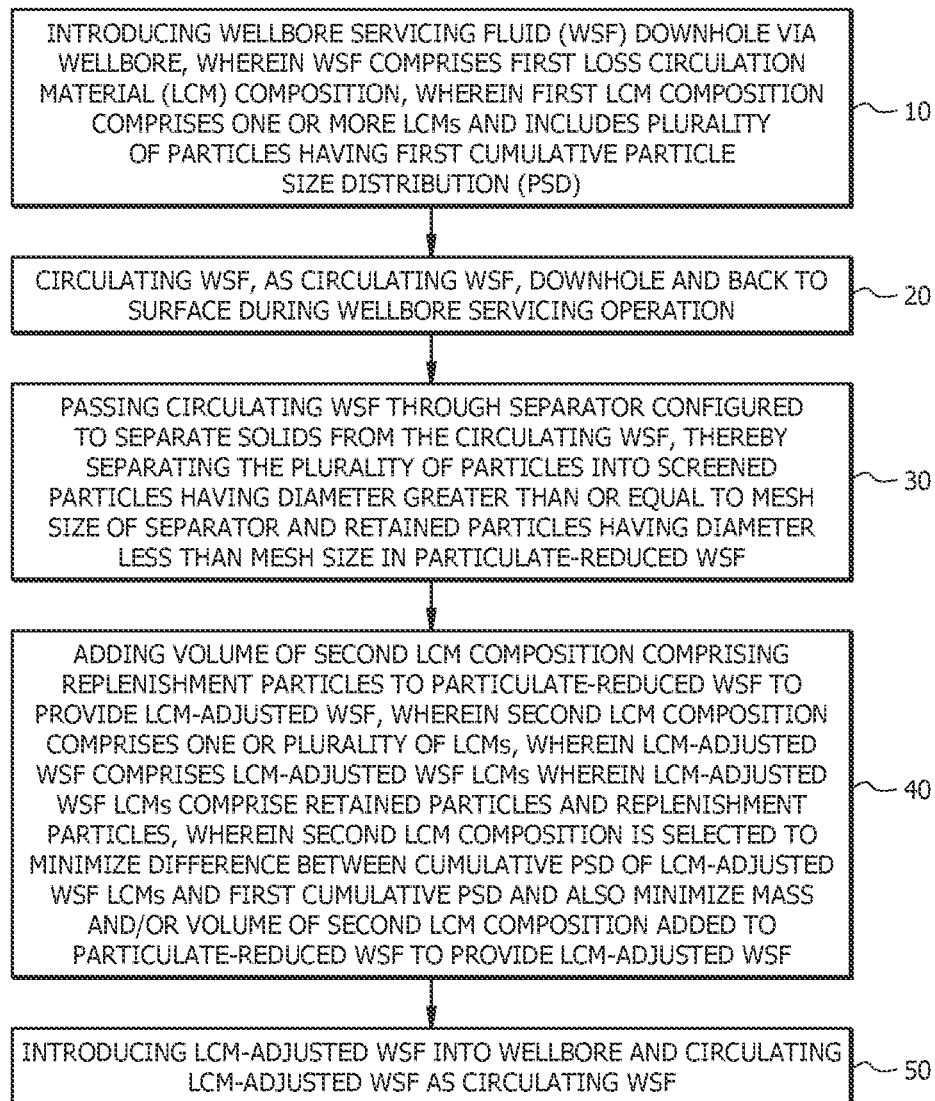 INTRODUCING WELLBORE SERVICING FLUID (WSF) DOWNHOLE VIA
WELLBORE, WHEREIN WSF COMPRISES FIRST LOSS CIRCULATION
MATERIAL (LCM) COMPOSITION, WHEREIN FIRST LCM COMPOSITION
COMPRISES ONE OR MORE LCMs AND INCLUDES PLURALITY
OF PARTICLES HAVING FIRST CUMULATIVE PARTICLE
SIZE DISTRIBUTION (PSD)
10
CIRCULATING WSF, AS CIRCULATING WSF, DOWNHOLE AND BACK TO
SURFACE DURING WELLBORE SERVICING OPERATION
20
PASSING CIRCULATING WSF THROUGH SEPARATOR CONFIGURED
TO SEPARATE SOLIDS FROM THE CIRCULATING WSF, THEREBY
SEPARATING THE PLURALITY OF PARTICLES INTO SCREENED
PARTICLES HAVING DIAMETER GREATER THAN OR EQUAL TO MESH
SIZE OF SEPARATOR AND RETAINED PARTICLES HAVING DIAMETER
LESS THAN MESH SIZE IN PARTICULATE-REDUCED WSF
30
ADDING VOLUME OF SECOND LCM COMPOSITION COMPRISING
REPLENISHMENT PARTICLES TO PARTICULATE-REDUCED WSF TO
PROVIDE LCM-ADJUSTED WSF, WHEREIN SECOND LCM COMPOSITION
COMPRISES ONE OR PLURALITY OF LCMs, WHEREIN LCM-ADJUSTED
WSF COMPRISES LCM-ADJUSTED WSF LCMs WHEREIN LCM-ADJUSTED
WSF LCMs COMPRISE RETAINED PARTICLES AND REPLENISHMENT
PARTICLES, WHEREIN SECOND LCM COMPOSITION IS SELECTED TO
MINIMIZE DIFFERENCE BETWEEN CUMULATIVE PSD OF LCM-ADJUSTED
WSF LCMs AND FIRST CUMULATIVE PSD AND ALSO MINIMIZE MASS
AND/OR VOLUME OF SECOND LCM COMPOSITION ADDED TO
PARTICULATE-REDUCED WSF TO PROVIDE LCM-ADJUSTED WSF
40
INTRODUCING LCM-ADJUSTED WSF INTO WELLBORE AND CIRCULATING
LCM-ADJUSTED WSF AS CIRCULATING WSF
50